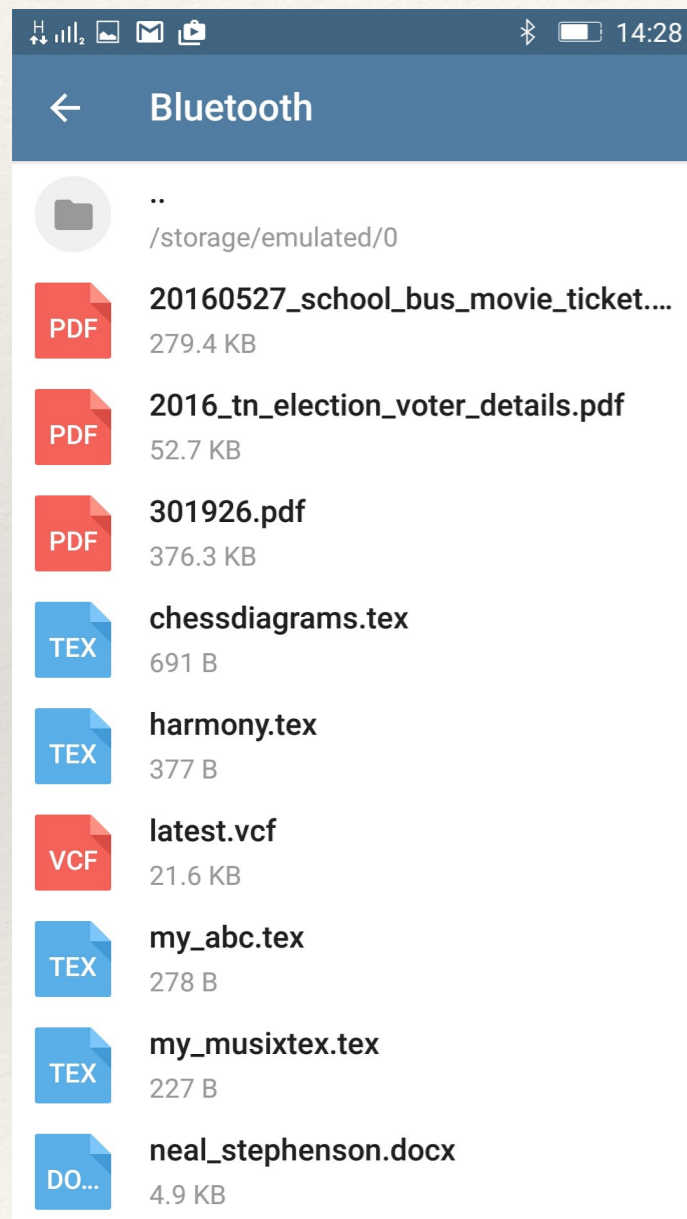 H 2 14:28
Bluetooth
..
/storage/emulated/0
PDF 20160527_school_bus_movie_ticket....
279.4 KB
PDF 2016_tn_election_voter_details.pdf
52.7 KB
PDF 301926.pdf
376.3 KB
TEX chessdiagrams.tex
691 B
TEX harmony.tex
377 B
VCF latest.vcf
21.6 KB
TEX my_abc.tex
278 B
TEX my_musixtex.tex
227 B
DO... neal_stephenson.docx
4.9 KB